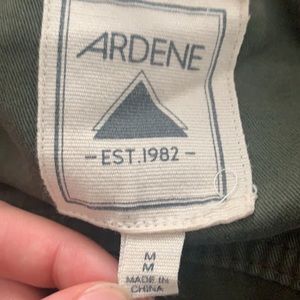 ARDENE
-EST.1982-
M
M
MADE IN
CHINA